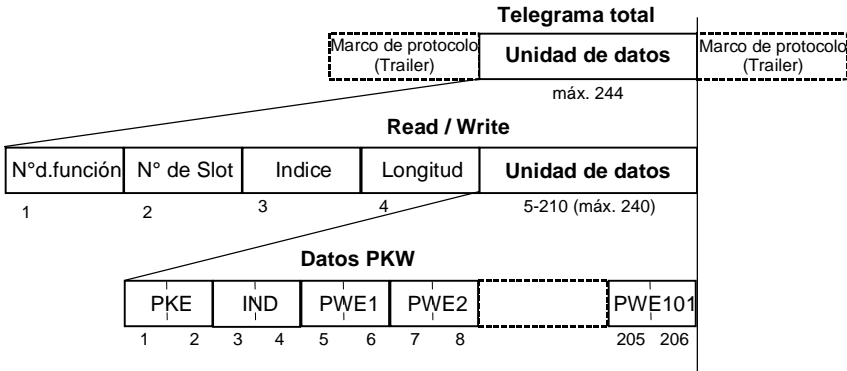 Telegrama total
Marco de protocolo
(Trailer)
Unidad de datos
Marco de protocolo
(Trailer)
máx. 244
Read / Write
N°d.función
N° de Slot
Indice
Longitud
Unidad de datos
1
2
3
4
5-210 (máx. 240)
Datos PKW
PKE
IND
PWE1
PWE2
PWE101
1 2 3 4 5 6 7 8 205 206